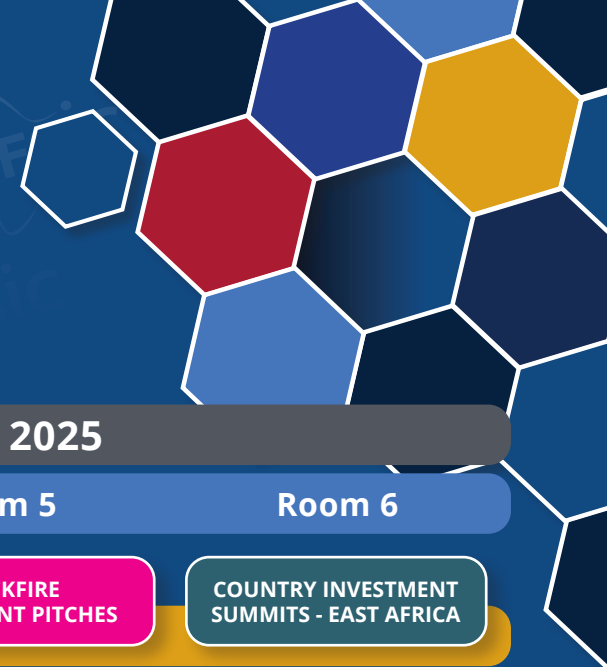 2025
m 5
Room 6
KFIRE
NT PITCHES
COUNTRY INVESTMENT
SUMMITS - EAST AFRICA